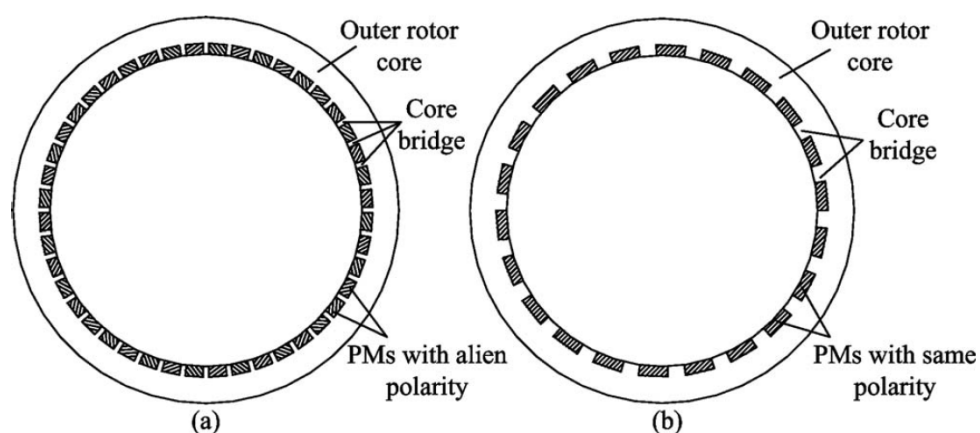 Outer rotor
core
Core
bridge
PMs with alien
polarity
(a)
Outer rotor
core
Core
bridge
PMs with same
polarity
(b)